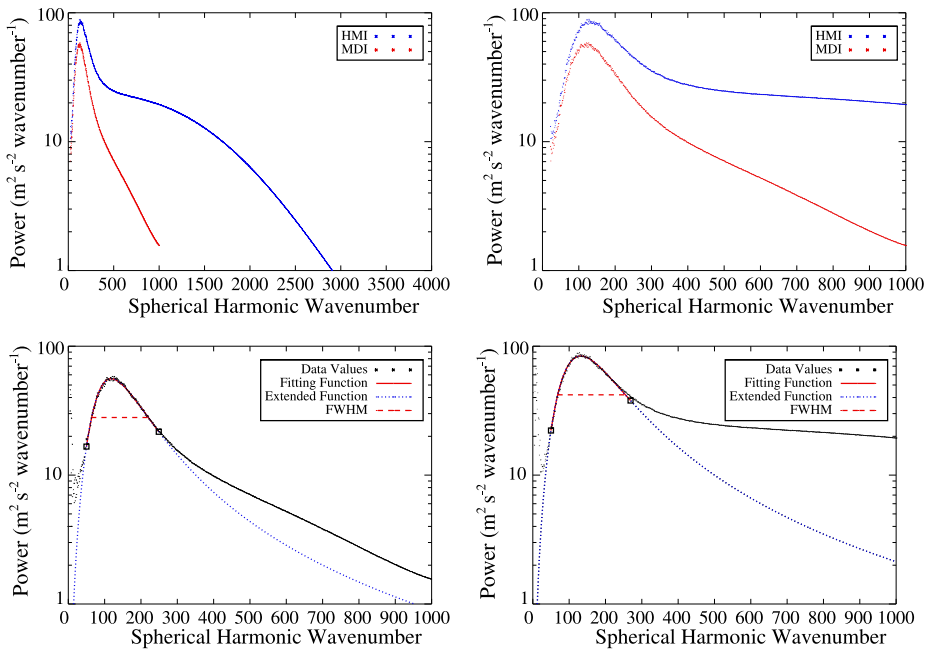 100
10
1
Power (m² s⁻² wavenumber⁻¹)
HMI
MDI
0 500 1000 1500 2000 2500 3000 3500 4000
Spherical Harmonic Wavenumber
100
10
1
Power (m² s⁻² wavenumber⁻¹)
HMI
MDI
0 100 200 300 400 500 600 700 800 900 1000
Spherical Harmonic Wavenumber
100
10
1
Power (m² s⁻² wavenumber⁻¹)
Data Values
Fitting Function
Extended Function
FWHM
0 100 200 300 400 500 600 700 800 900 1000
Spherical Harmonic Wavenumber
100
10
1
Power (m² s⁻² wavenumber⁻¹)
Data Values
Fitting Function
Extended Function
FWHM
0 100 200 300 400 500 600 700 800 900 1000
Spherical Harmonic Wavenumber